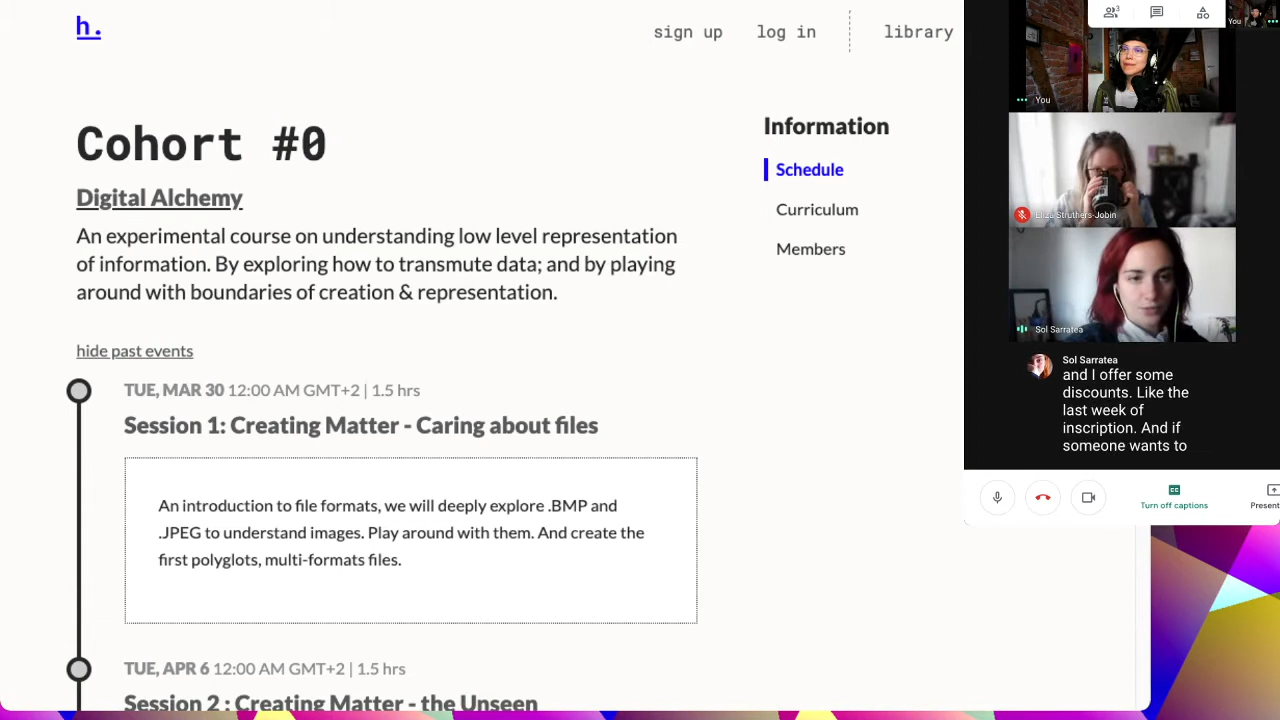 h.
sign up
log in
library
Cohort #0
Digital Alchemy
An experimental course on understanding low level representation
of information. By exploring how to transmute data; and by playing
around with boundaries of creation & representation.
hide past events
TUE, MAR 30 12:00 AM GMT+2 | 1.5 hrs
Session 1: Creating Matter - Caring about files
An introduction to file formats, we will deeply explore .BMP and
.JPEG to understand images. Play around with them. And create the
first polyglots, multi-formats files.
TUE, APR 6 12:00 AM GMT+2 | 1.5 hrs
Session 2 : Creating Matter - the Unseen
Information
Schedule
Curriculum
Members
3
You
You
Eliza Struthers-Jobin
Sol Sarratea
Sol Sarratea
and I offer some
discounts. Like the
last week of
inscription. And if
someone wants to
Turn off captions
Present